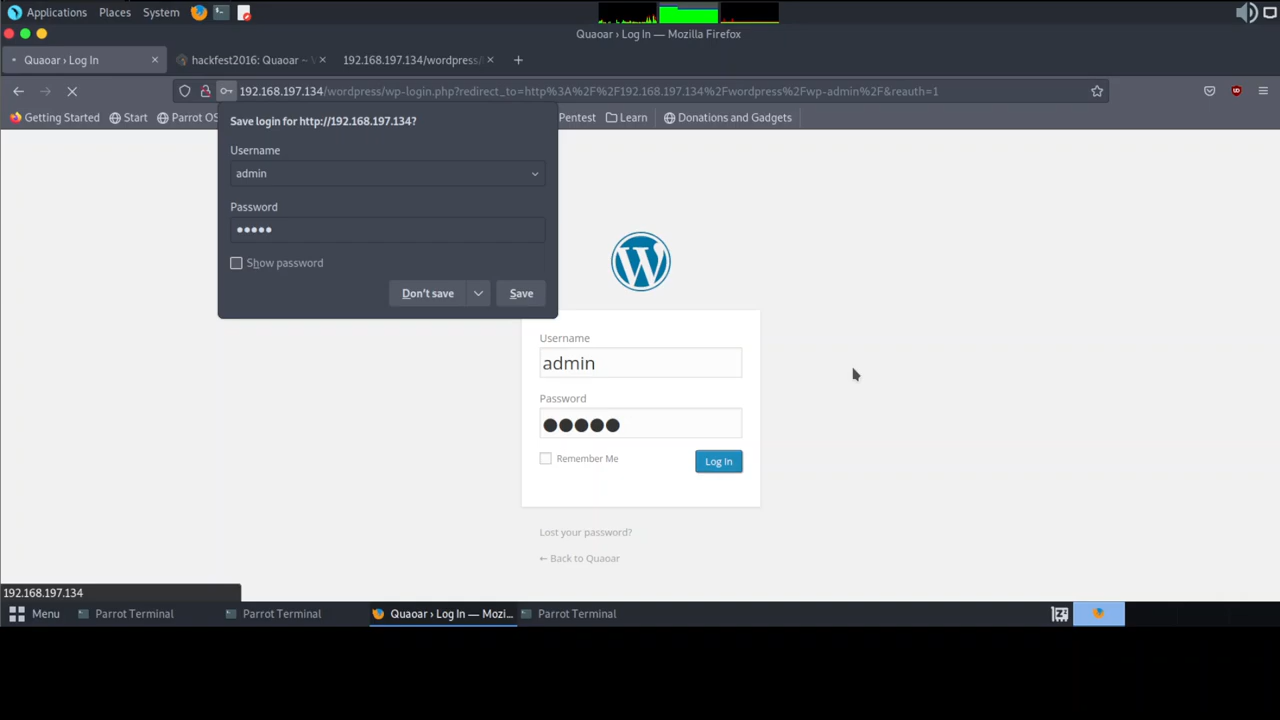 Applications Places System
Quaoar › Log In — Mozilla Firefox
Quaoar › Log In
hackfest2016: Quaoar ~ V
192.168.197.134/wordpress/
192.168.197.134/wordpress/wp-login.php?redirect_to=http%3A%2F%2F192.168.197.134%2Fwordpress%2Fwp-admin%2F&reauth=1
Getting Started Start Parrot OS Pentest Learn Donations and Gadgets
Save login for http://192.168.197.134?
Username
admin
Password
Show password
Don't save Save
Username
admin
Password
Remember Me Log In
Lost your password?
← Back to Quaoar
192.168.197.134
Menu Parrot Terminal Parrot Terminal Quaoar › Log In — Mozi... Parrot Terminal